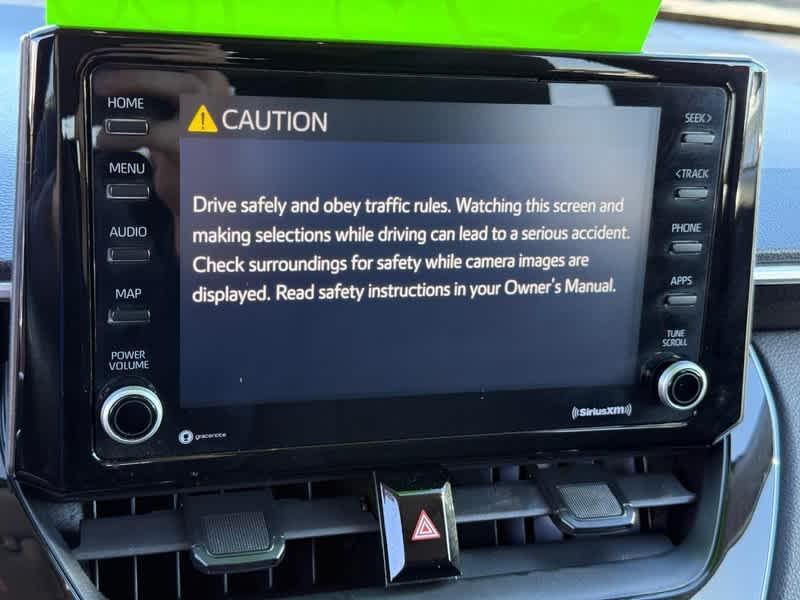 HOME
MENU
AUDIO
MAP
POWER
VOLUME
CAUTION
Drive safely and obey traffic rules. Watching this screen and
making selections while driving can lead to a serious accident.
Check surroundings for safety while camera images are
displayed. Read safety instructions in your Owner's Manual.
SEEK>
<TRACK
PHONE
APPS
TUNE
SCROLL
gracenote
((SiriusXM))